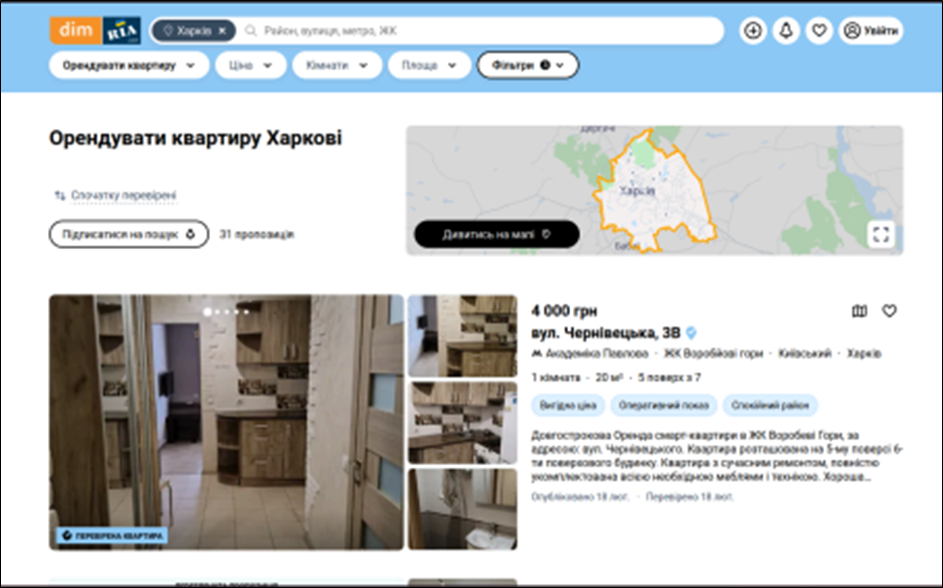 dim RIA
Харків × Район, вулиця, метро, ЖК
Увійти
Орендувати квартиру Ціна Кімнати Площа Фільтри
Орендувати квартиру Харкові
Спочатку перевірені
Підписатися на пошук 31 пропозиція
Дергачі
Харків
Дивитись на мапі
4 000 грн
вул. Чернівецька, 3В
Академіка Павлова · ЖК Воробйові гори · Київський · Харків
1 кімната · 20 м² · 5 поверх з 7
Вигідна ціна Оперативний показ Спокійний район
Довгострокова Оренда смарт-квартири в ЖК Воробьеві Гори, за
адресою: вул. Чернівецького. Квартира розташована на 5-му поверсі 6-
ти поверхового будинку. Квартира з сучасним ремонтом, повністю
укомплектована всією необхідною меблями і технікою. Хороше...
Опубліковано 18 лют. · Перевірено 18 лют.
ПЕРЕВІРЕНА КВАРТИРА